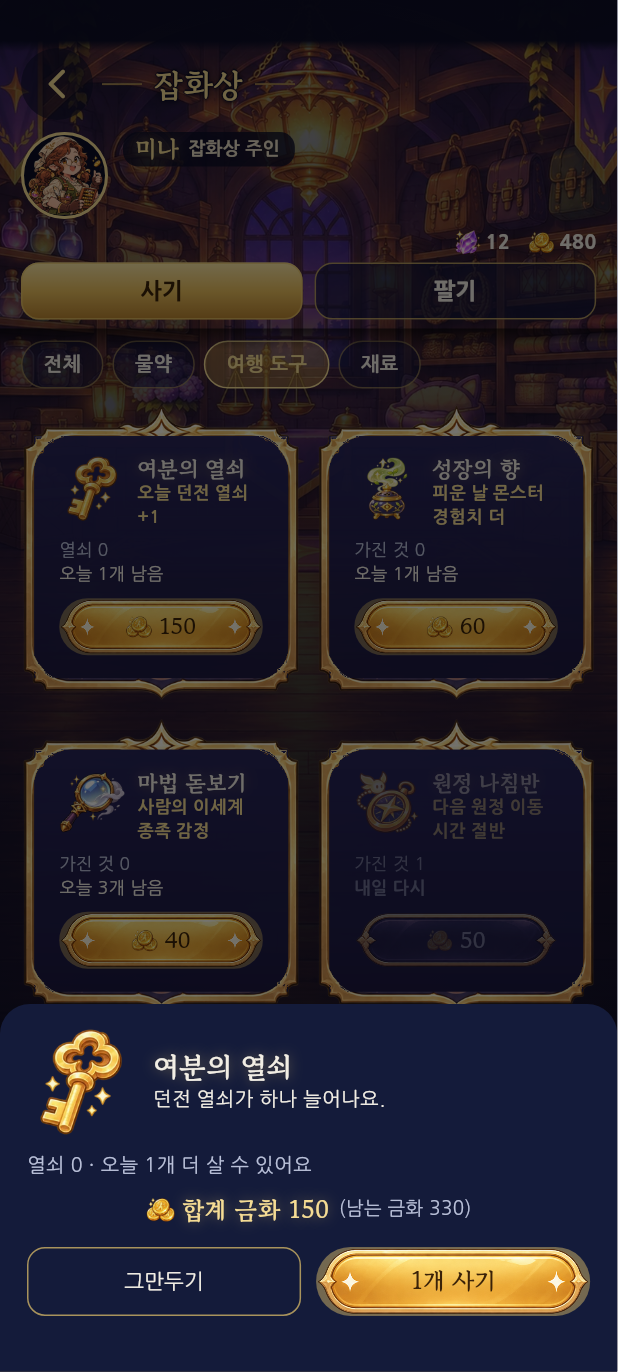 잡화상
미나 잡화상 주인
12 480
사기 팔기
전체 물약 여행 도구 재료
여분의 열쇠
오늘 던전 열쇠
+1
열쇠 0
오늘 1개 남음
150
성장의 향
피운 날 몬스터
경험치 더
가진 것 0
오늘 1개 남음
60
마법 돋보기
사람의 이세계
종족 감정
가진 것 0
오늘 3개 남음
40
원정 나침반
다음 원정 이동
시간 절반
가진 것 1
내일 다시
50
여분의 열쇠
던전 열쇠가 하나 늘어나요.
열쇠 0 · 오늘 1개 더 살 수 있어요
합계 금화 150 (남는 금화 330)
그만두기 1개 사기